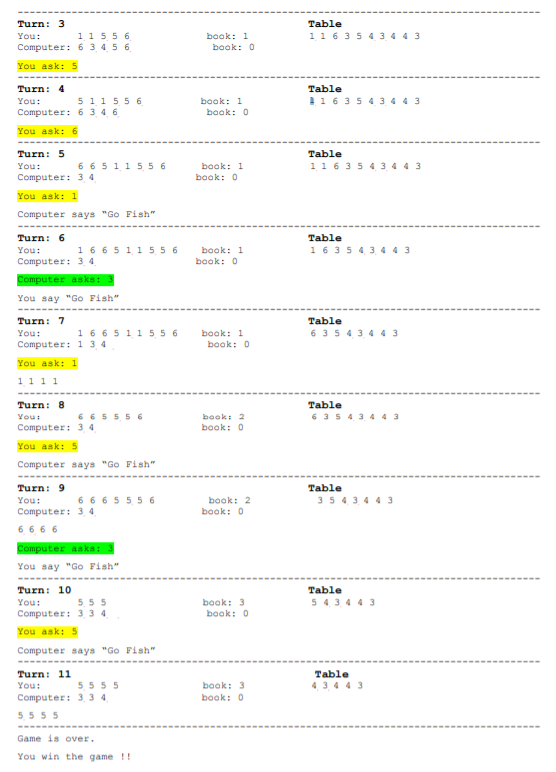 Turn: 3 Table
You: 1 1 5 5 6 book: 1 1 1 6 3 5 4 3 4 4 3
Computer: 6 3 4 5 6 book: 0
You ask: 5
Turn: 4 Table
You: 5 1 1 5 5 6 book: 1 1 1 6 3 5 4 3 4 4 3
Computer: 6 3 4 6 book: 0
You ask: 6
Turn: 5 Table
You: 6 6 5 1 1 5 5 6 book: 1 1 1 6 3 5 4 3 4 4 3
Computer: 3 4 book: 0
You ask: 1
Computer says “Go Fish”
Turn: 6 Table
You: 1 6 6 5 1 1 5 5 6 book: 1 1 6 3 5 4 3 4 4 3
Computer: 3 4 book: 0
Computer asks: 3
You say “Go Fish”
Turn: 7 Table
You: 1 6 6 5 1 1 5 5 6 book: 1 6 3 5 4 3 4 4 3
Computer: 1 3 4 book: 0
You ask: 1
1 1 1 1
Turn: 8 Table
You: 6 6 5 5 5 6 book: 2 6 3 5 4 3 4 4 3
Computer: 3 4 book: 0
You ask: 5
Computer says “Go Fish”
Turn: 9 Table
You: 6 6 6 5 5 5 6 book: 2 3 5 4 3 4 4 3
Computer: 3 4 book: 0
6 6 6 6
Computer asks: 3
You say “Go Fish”
Turn: 10 Table
You: 5 5 5 book: 3 5 4 3 4 4 3
Computer: 3 3 4 book: 0
You ask: 5
Computer says “Go Fish”
Turn: 11 Table
You: 5 5 5 5 book: 3 4 3 4 4 3
Computer: 3 3 4 book: 0
5 5 5 5
Game is over.
You win the game !!